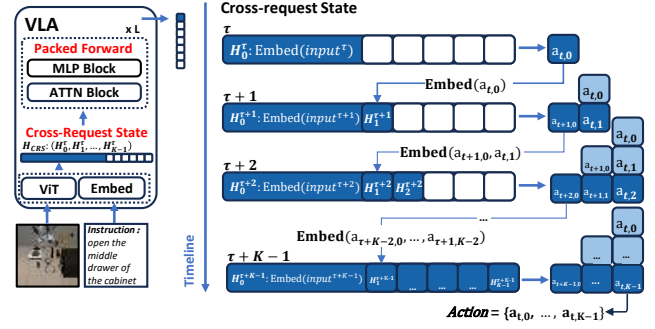 VLA
x L
Packed Forward
MLP Block
ATTN Block
Cross-Request State
H_CRS: (H_0^τ, H_1^τ, ..., H_{K-1}^τ)
ViT
Embed
Instruction :
open the
middle
drawer of
the cabinet
Timeline
Cross-request State
τ
H_0^τ: Embed(input^τ)
a_{t,0}
Embed(a_{t,0})
τ + 1
H_0^{τ+1}: Embed(input^{τ+1})
H_1^{τ+1}
a_{t,0}
a_{t+1,0}
a_{t,1}
Embed(a_{t+1,0}, a_{t,1})
τ + 2
H_0^{τ+2}: Embed(input^{τ+2})
H_1^{τ+2}
H_2^{τ+2}
a_{t,0}
a_{t+1,0}
a_{t,1}
a_{t+2,0}
a_{t+1,1}
a_{t,2}
...
Embed(a_{τ+K-2,0}, ..., a_{τ+1,K-2})
τ + K − 1
H_0^{τ+K-1}: Embed(input^{τ+K-1})
H_1^{τ+K-1}
...
...
...
H_{K-1}^{τ+K-1}
a_{t,0}
...
...
a_{t+K-1,0}
...
a_{t,K-1}
Action = {a_{t,0}, ..., a_{t,K-1}}